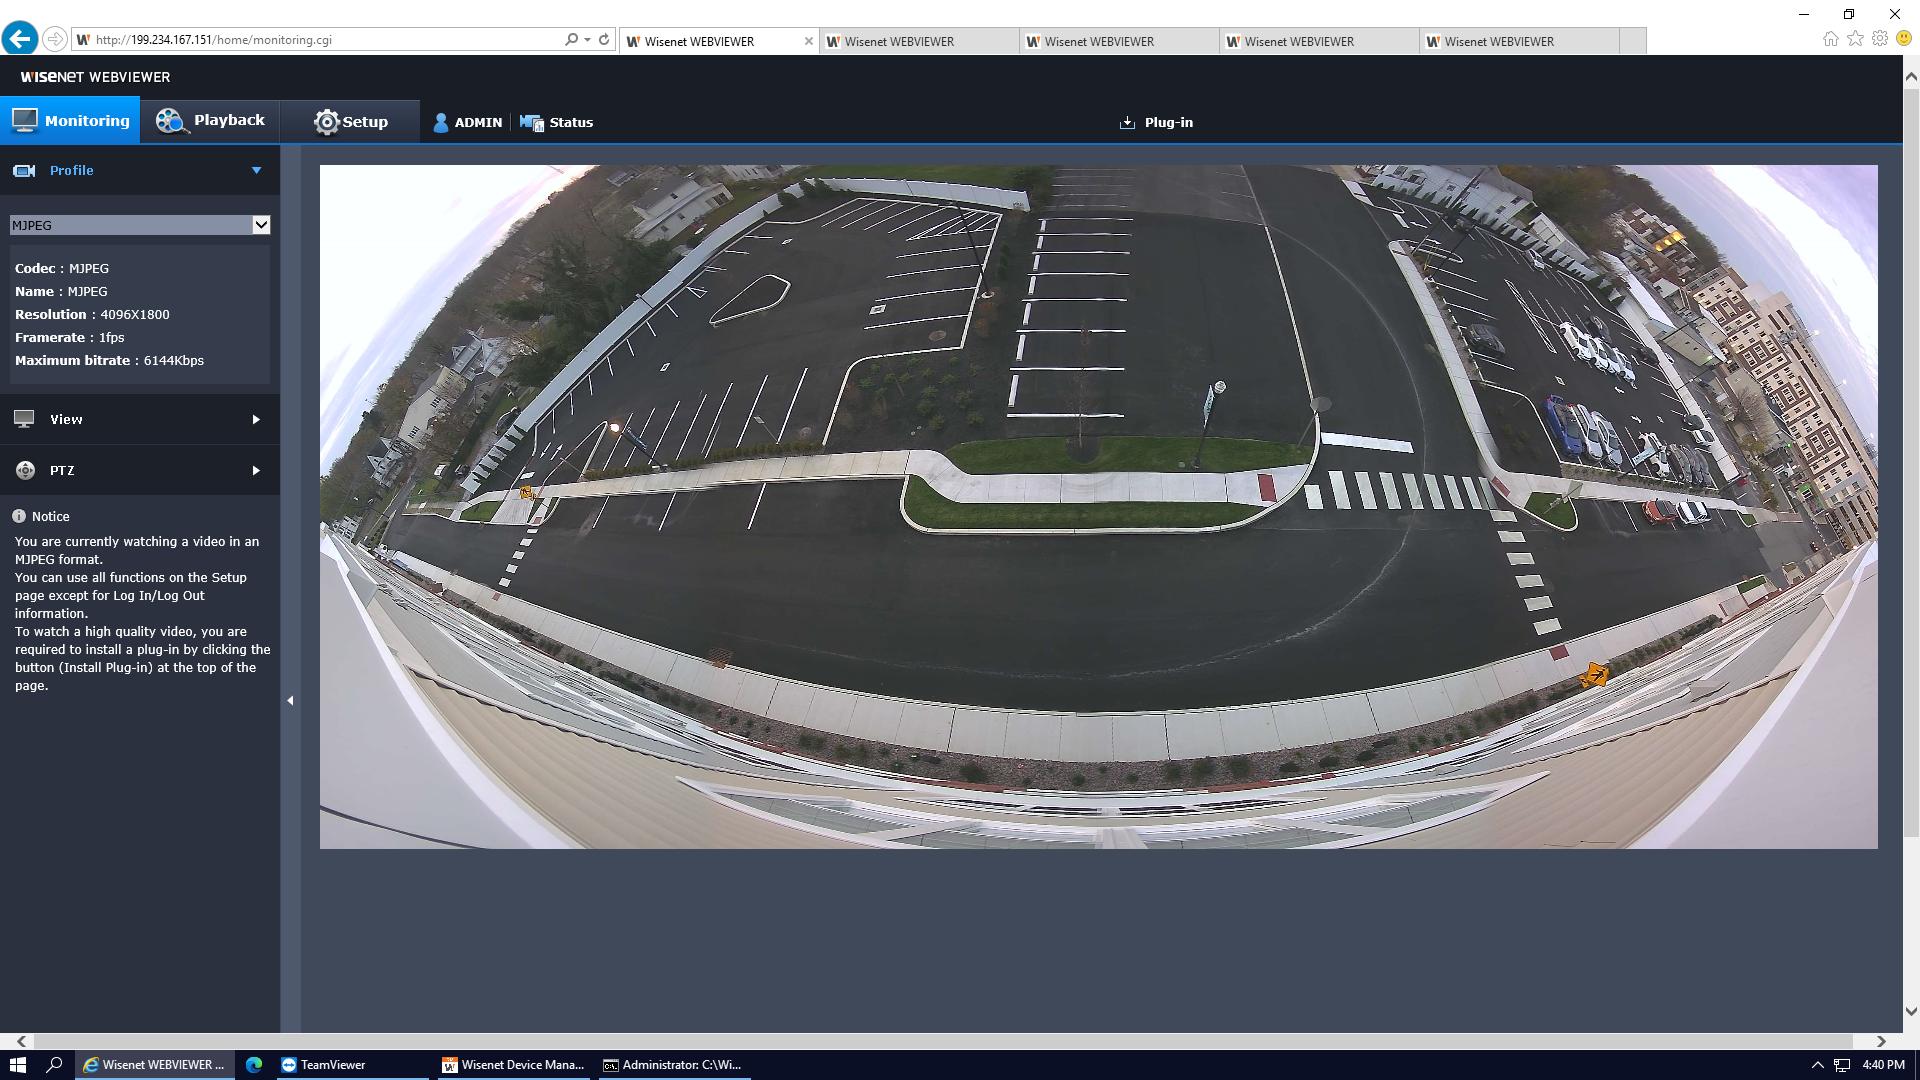 http://199.234.167.151/home/monitoring.cgi
Wisenet WEBVIEWER
Wisenet WEBVIEWER
Wisenet WEBVIEWER
Wisenet WEBVIEWER
Wisenet WEBVIEWER
WISENET WEBVIEWER
Monitoring
Playback
Setup
ADMIN
Status
Plug-in
Profile
MJPEG
Codec : MJPEG
Name : MJPEG
Resolution : 4096X1800
Framerate : 1fps
Maximum bitrate : 6144Kbps
View
PTZ
Notice
You are currently watching a video in an
MJPEG format.
You can use all functions on the Setup
page except for Log In/Log Out
information.
To watch a high quality video, you are
required to install a plug-in by clicking the
button (Install Plug-in) at the top of the
page.
Wisenet WEBVIEWER ...
TeamViewer
Wisenet Device Mana...
Administrator: C:\Wi...
4:40 PM